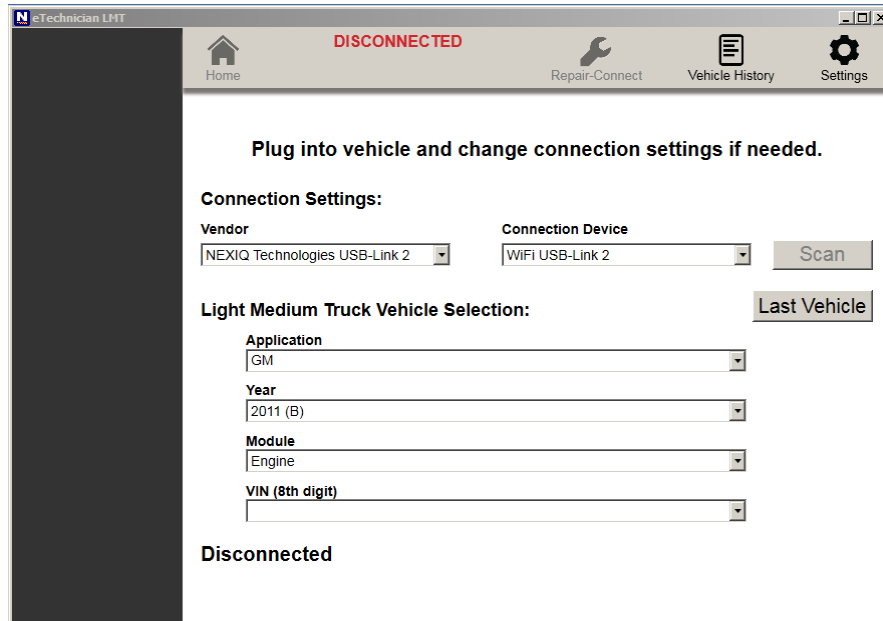 N eTechnician LMT
DISCONNECTED
Home
Repair-Connect
Vehicle History
Settings
Plug into vehicle and change connection settings if needed.
Connection Settings:
Vendor
Connection Device
NEXIQ Technologies USB-Link 2
WiFi USB-Link 2
Scan
Last Vehicle
Light Medium Truck Vehicle Selection:
Application
GM
Year
2011 (B)
Module
Engine
VIN (8th digit)
Disconnected